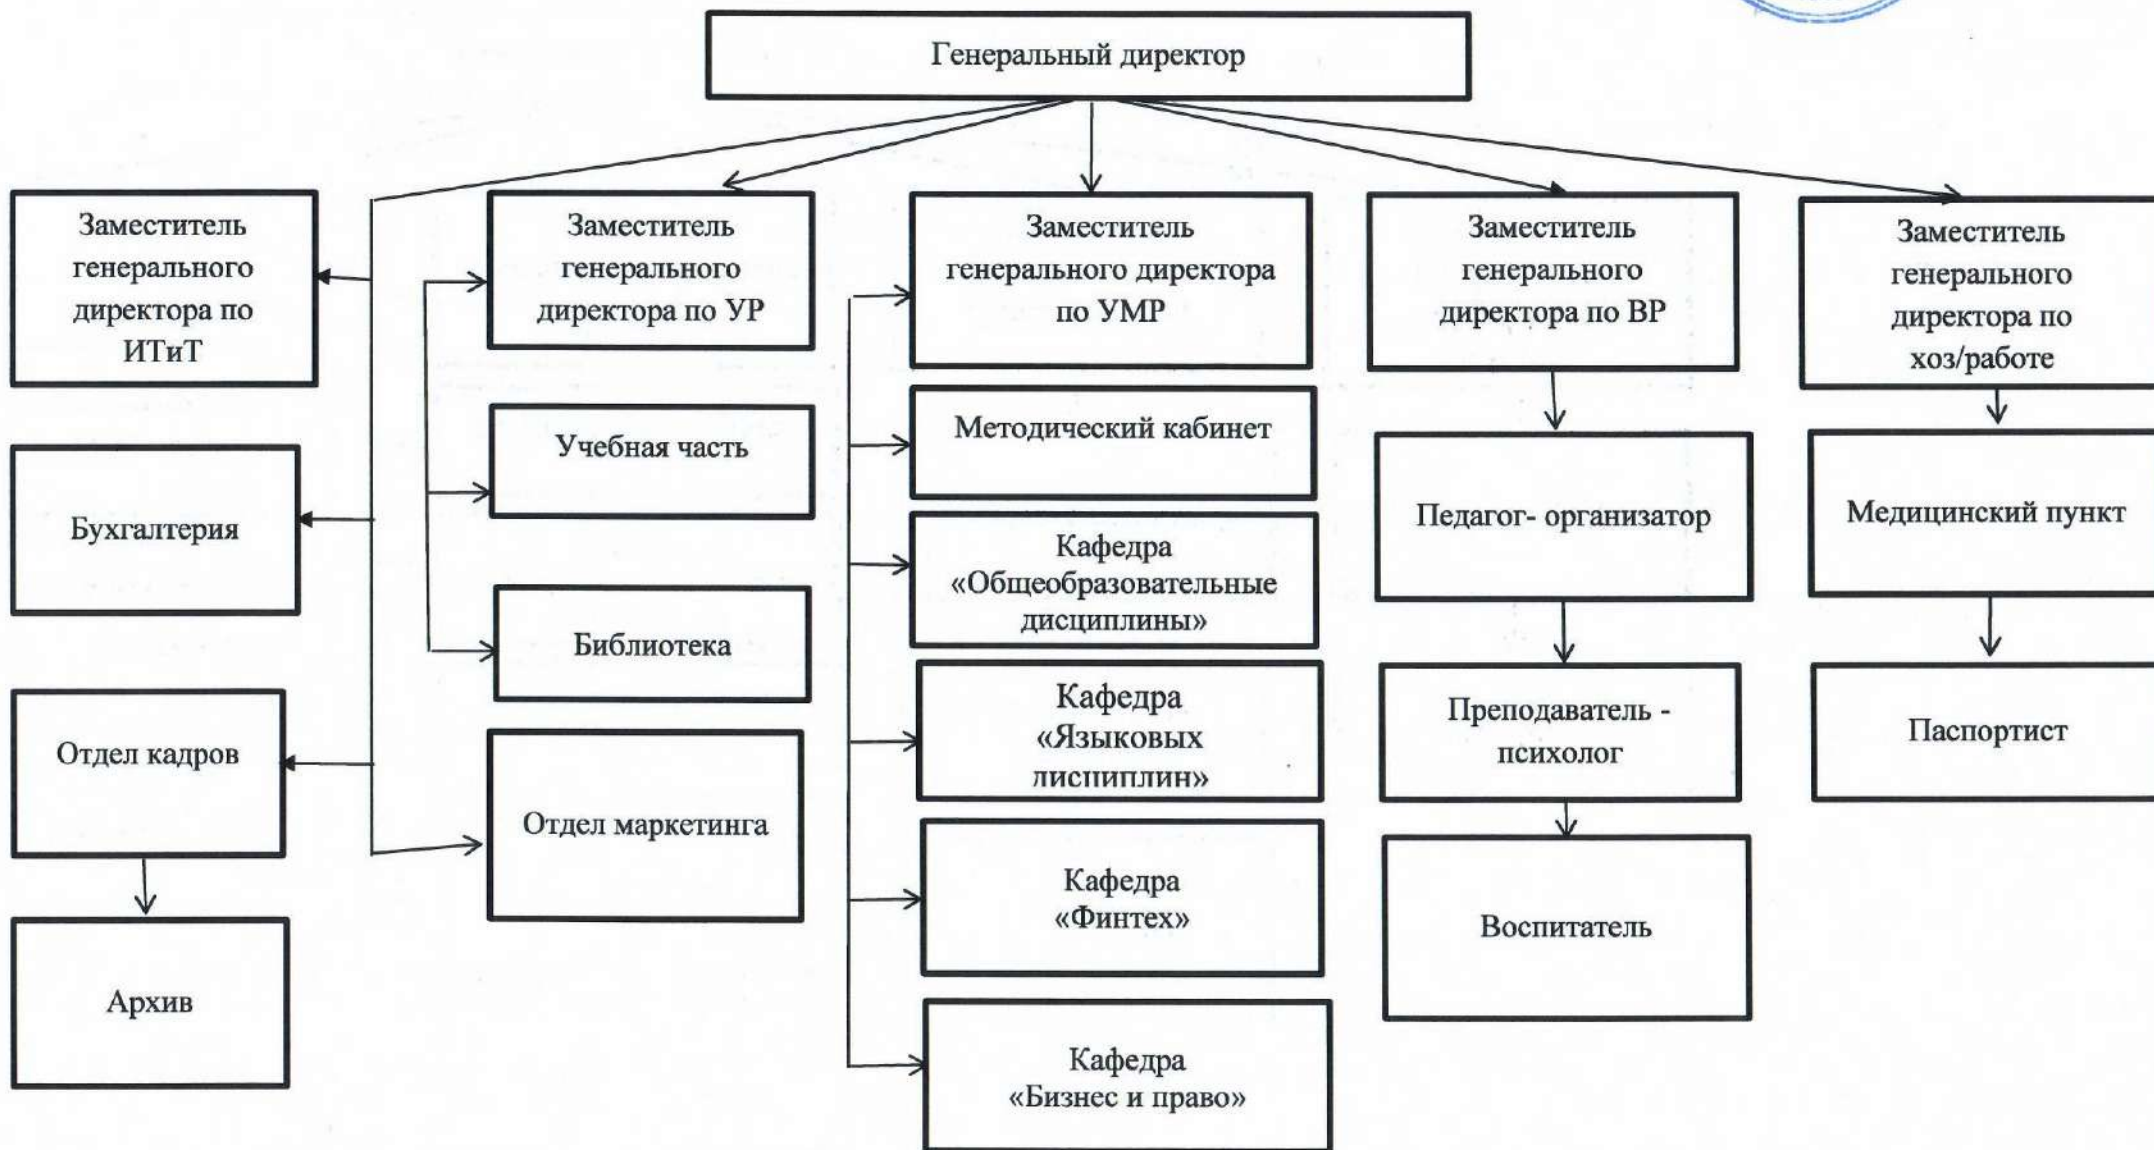 Генеральный директор
Заместитель
генерального
директора по
ИТиТ
Заместитель
генерального
директора по УР
Заместитель
генерального директора
по УМР
Заместитель
генерального
директора по ВР
Заместитель
генерального
директора по
хоз/работе
Бухгалтерия
Отдел кадров
Архив
Учебная часть
Библиотека
Отдел маркетинга
Методический кабинет
Кафедра
«Общеобразовательные
дисциплины»
Кафедра
«Языковых
дисциплин»
Кафедра
«Финтех»
Кафедра
«Бизнес и право»
Педагог- организатор
Преподаватель -
психолог
Воспитатель
Медицинский пункт
Паспортист